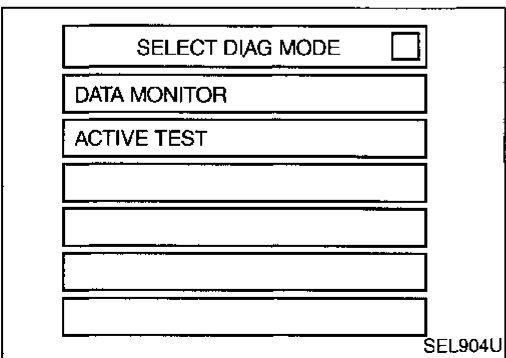 SELECT DIAG MODE
DATA MONITOR
ACTIVE TEST
SEL904U